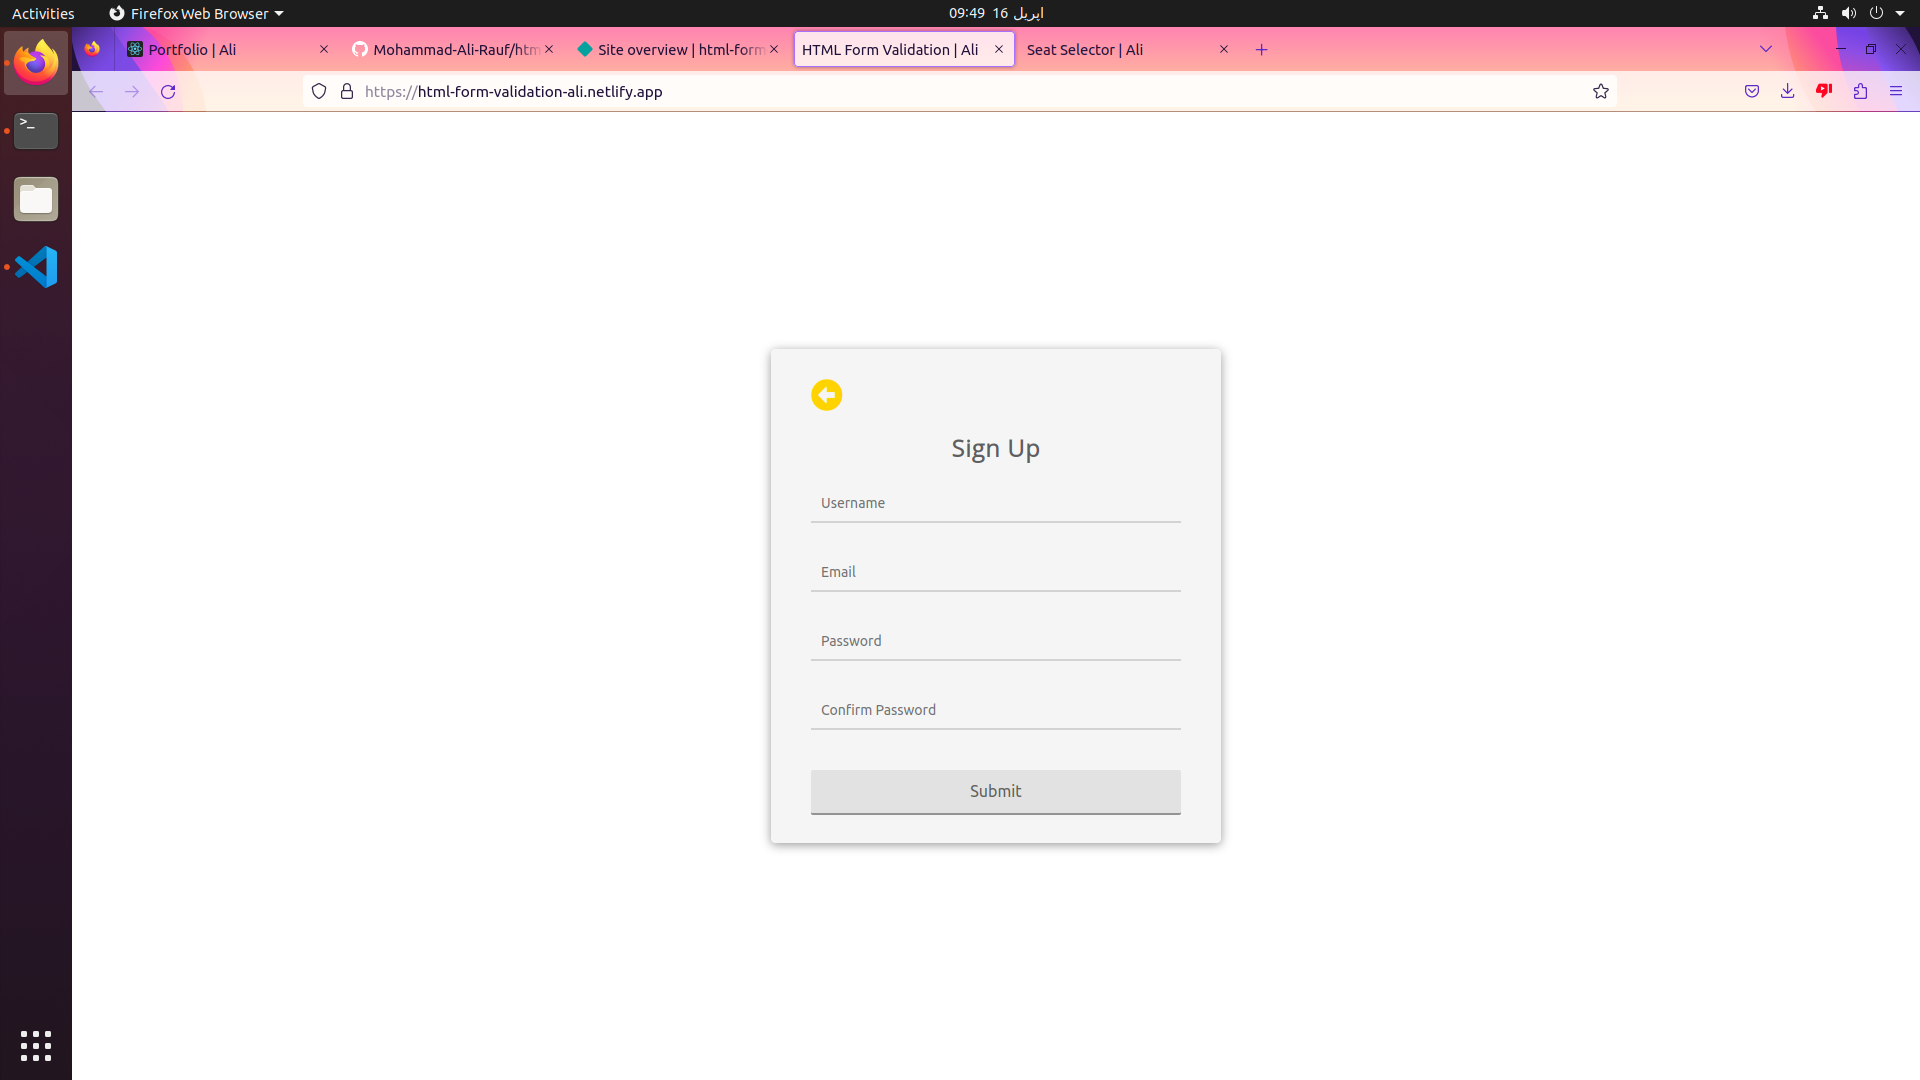 Activities
Firefox Web Browser
09:49 16 اپریل
Portfolio | Ali
Mohammad-Ali-Rauf/htm
Site overview | html-form
HTML Form Validation | Ali
Seat Selector | Ali
https://html-form-validation-ali.netlify.app
Sign Up
Username
Email
Password
Confirm Password
Submit